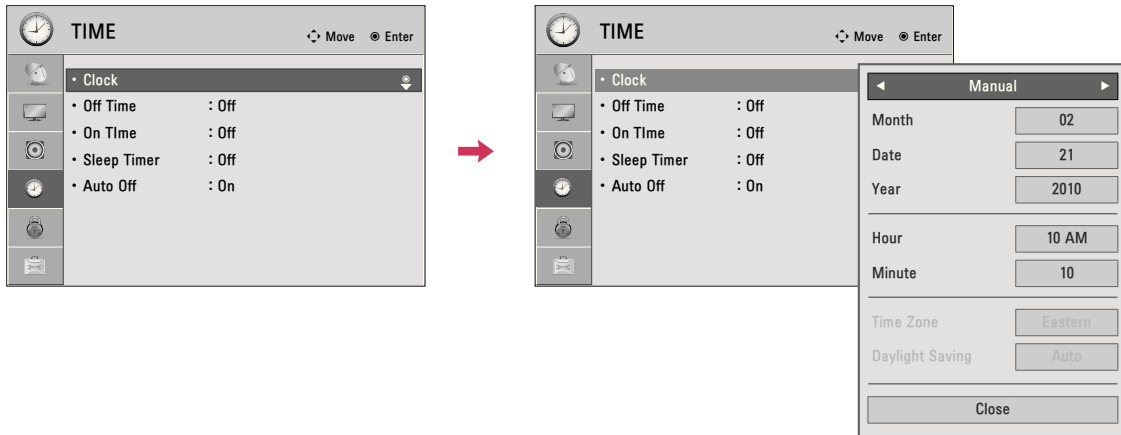 TIME
Move Enter
• Clock
• Off Time : Off
• On TIme : Off
• Sleep Timer : Off
• Auto Off : On
TIME
Move Enter
• Clock
• Off Time : Off
• On TIme : Off
• Sleep Timer : Off
• Auto Off : On
◄ Manual ►
Month 02
Date 21
Year 2010
Hour 10 AM
Minute 10
Time Zone Eastern
Daylight Saving Auto
Close